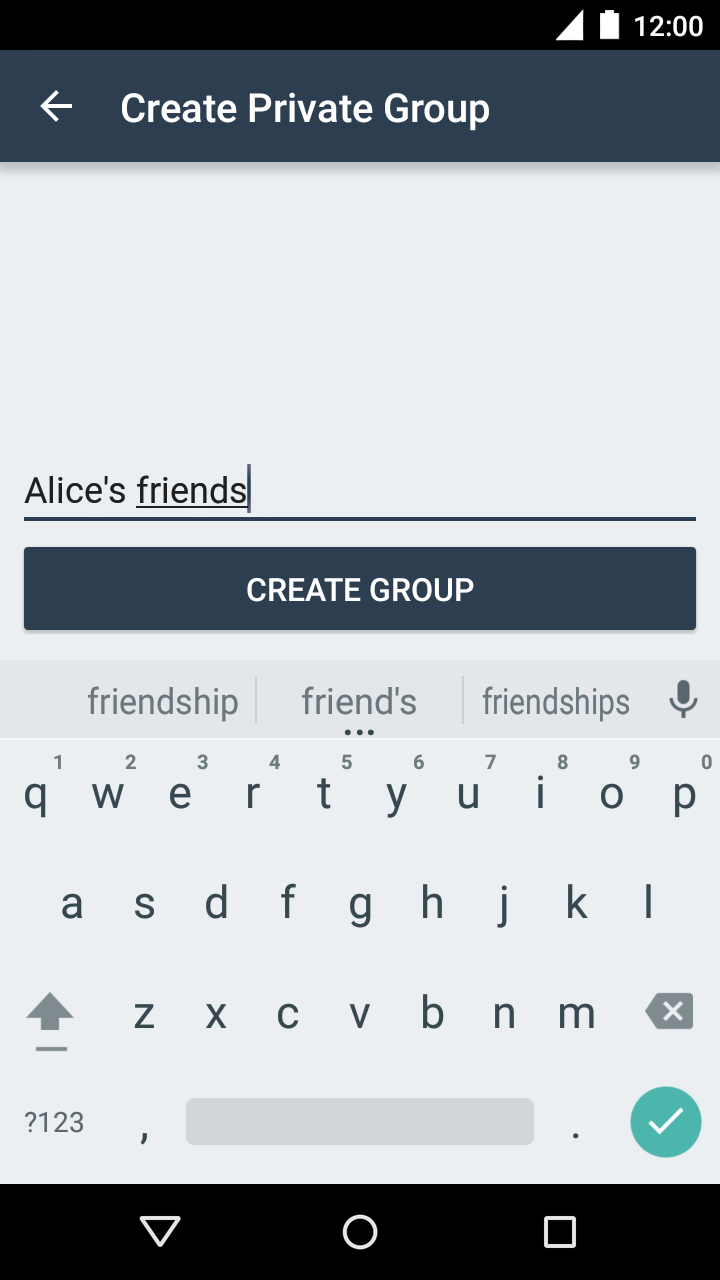 12:00
Create Private Group
Alice's friends
CREATE GROUP
friendship friend's friendships
1 2 3 4 5 6 7 8 9 0
q w e r t y u i o p
a s d f g h j k l
z x c v b n m
?123 , .